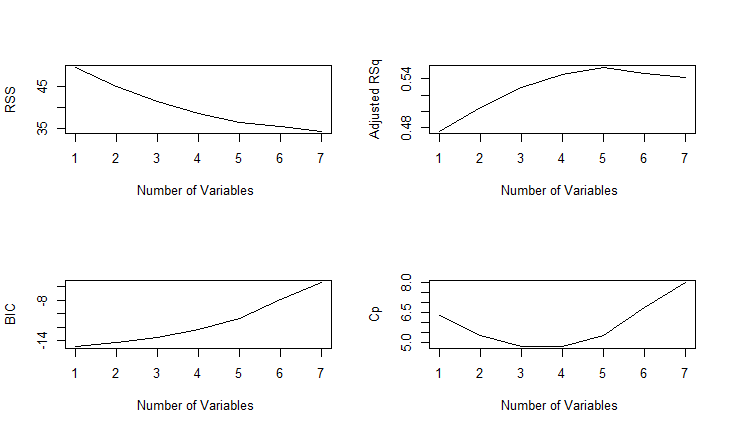 RSS
45
35
1 2 3 4 5 6 7
Number of Variables
Adjusted RSq
0.54
0.48
1 2 3 4 5 6 7
Number of Variables
BIC
-8
-14
1 2 3 4 5 6 7
Number of Variables
Cp
8.0
6.5
5.0
1 2 3 4 5 6 7
Number of Variables